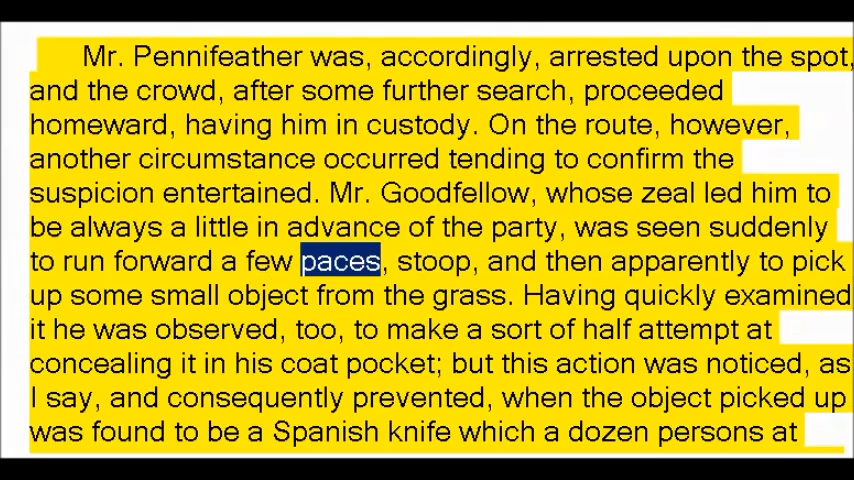 Mr. Pennifeather was, accordingly, arrested upon the spot,
and the crowd, after some further search, proceeded
homeward, having him in custody. On the route, however,
another circumstance occurred tending to confirm the
suspicion entertained. Mr. Goodfellow, whose zeal led him to
be always a little in advance of the party, was seen suddenly
to run forward a few paces, stoop, and then apparently to pick
up some small object from the grass. Having quickly examined
it he was observed, too, to make a sort of half attempt at
concealing it in his coat pocket; but this action was noticed, as
I say, and consequently prevented, when the object picked up
was found to be a Spanish knife which a dozen persons at